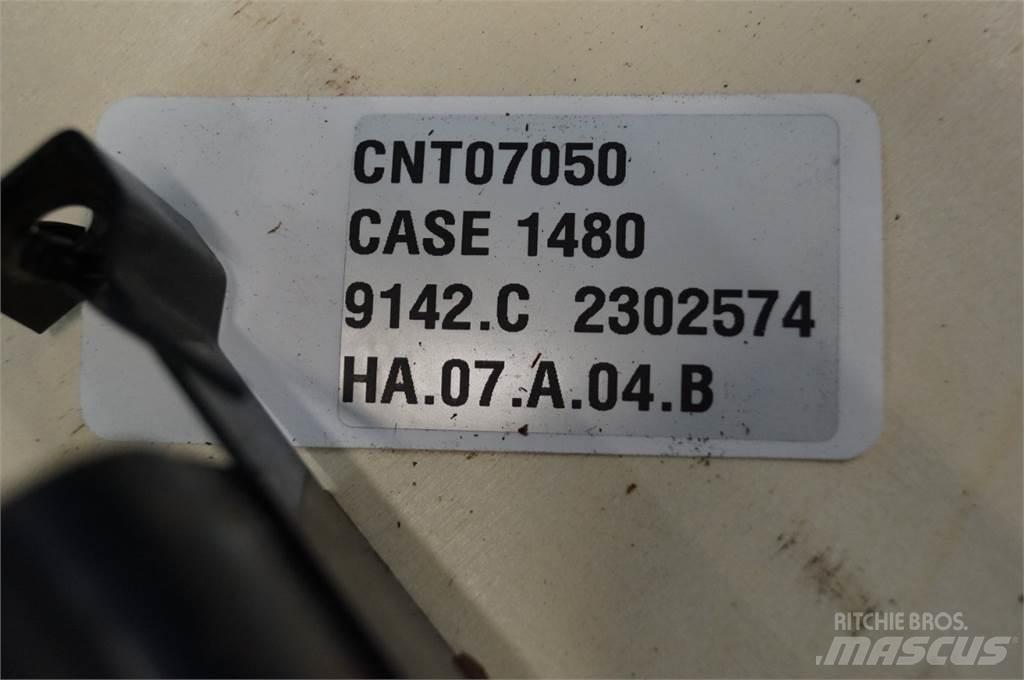 CNT07050
CASE 1480
9142.C 2302574
HA.07.A.04.B
RITCHIE BROS.
MASCUS